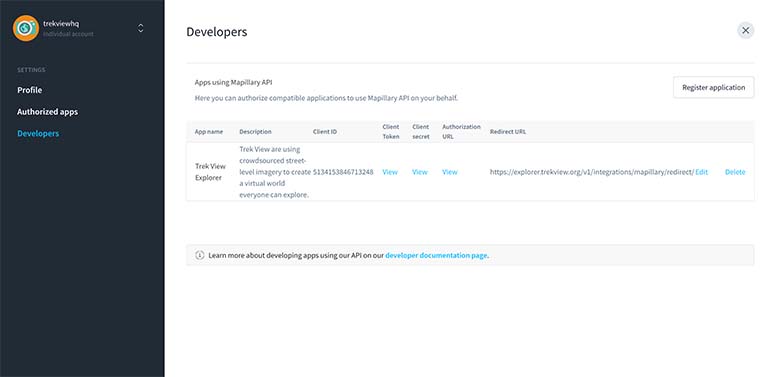 trekviewhq
Individual account
SETTINGS
Profile
Authorized apps
Developers
Developers
Apps using Mapillary API
Here you can authorize compatible applications to use Mapillary API on your behalf.
Register application
App name Description Client ID Client Token Client secret Authorization URL Redirect URL
Trek View Explorer
Trek View are using
crowdsourced street-
level imagery to create
a virtual world
everyone can explore.
5134153846713248 View View View https://explorer.trekview.org/v1/integrations/mapillary/redirect/ Edit Delete
Learn more about developing apps using our API on our developer documentation page.